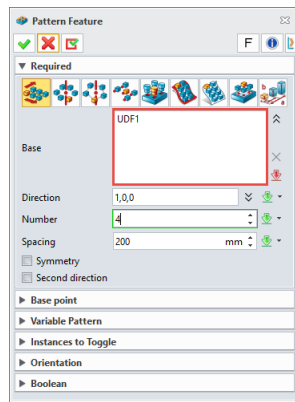 Pattern Feature
F
Required
UDF1
Base
Direction 1,0,0
Number 4
Spacing 200 mm
Symmetry
Second direction
Base point
Variable Pattern
Instances to Toggle
Orientation
Boolean